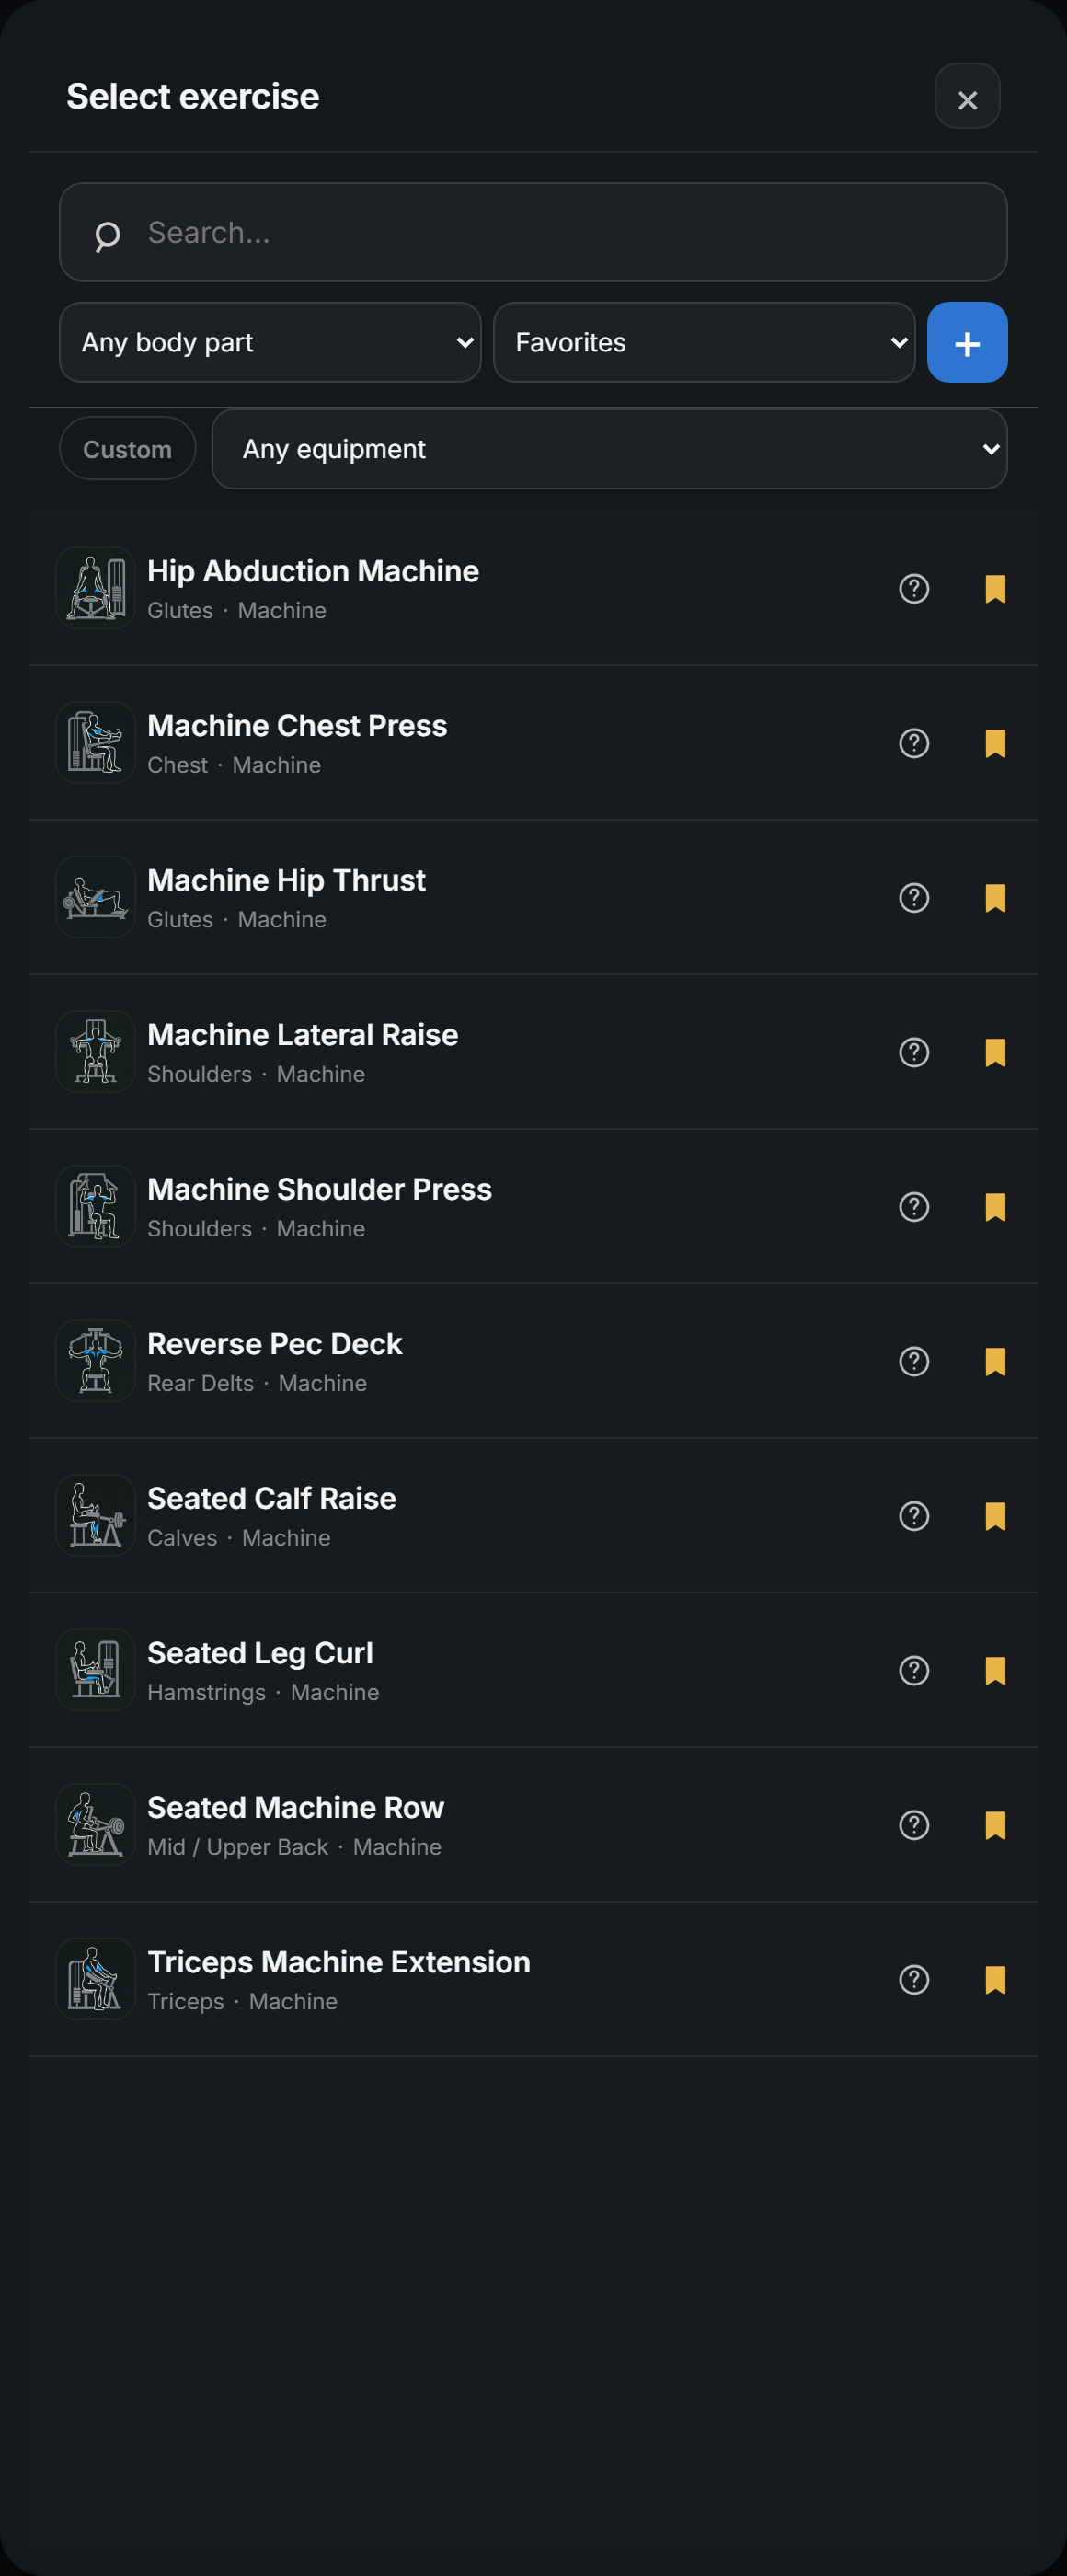 Select exercise
Search...
Any body part
Favorites
Custom
Any equipment
Hip Abduction Machine
Glutes · Machine
Machine Chest Press
Chest · Machine
Machine Hip Thrust
Glutes · Machine
Machine Lateral Raise
Shoulders · Machine
Machine Shoulder Press
Shoulders · Machine
Reverse Pec Deck
Rear Delts · Machine
Seated Calf Raise
Calves · Machine
Seated Leg Curl
Hamstrings · Machine
Seated Machine Row
Mid / Upper Back · Machine
Triceps Machine Extension
Triceps · Machine